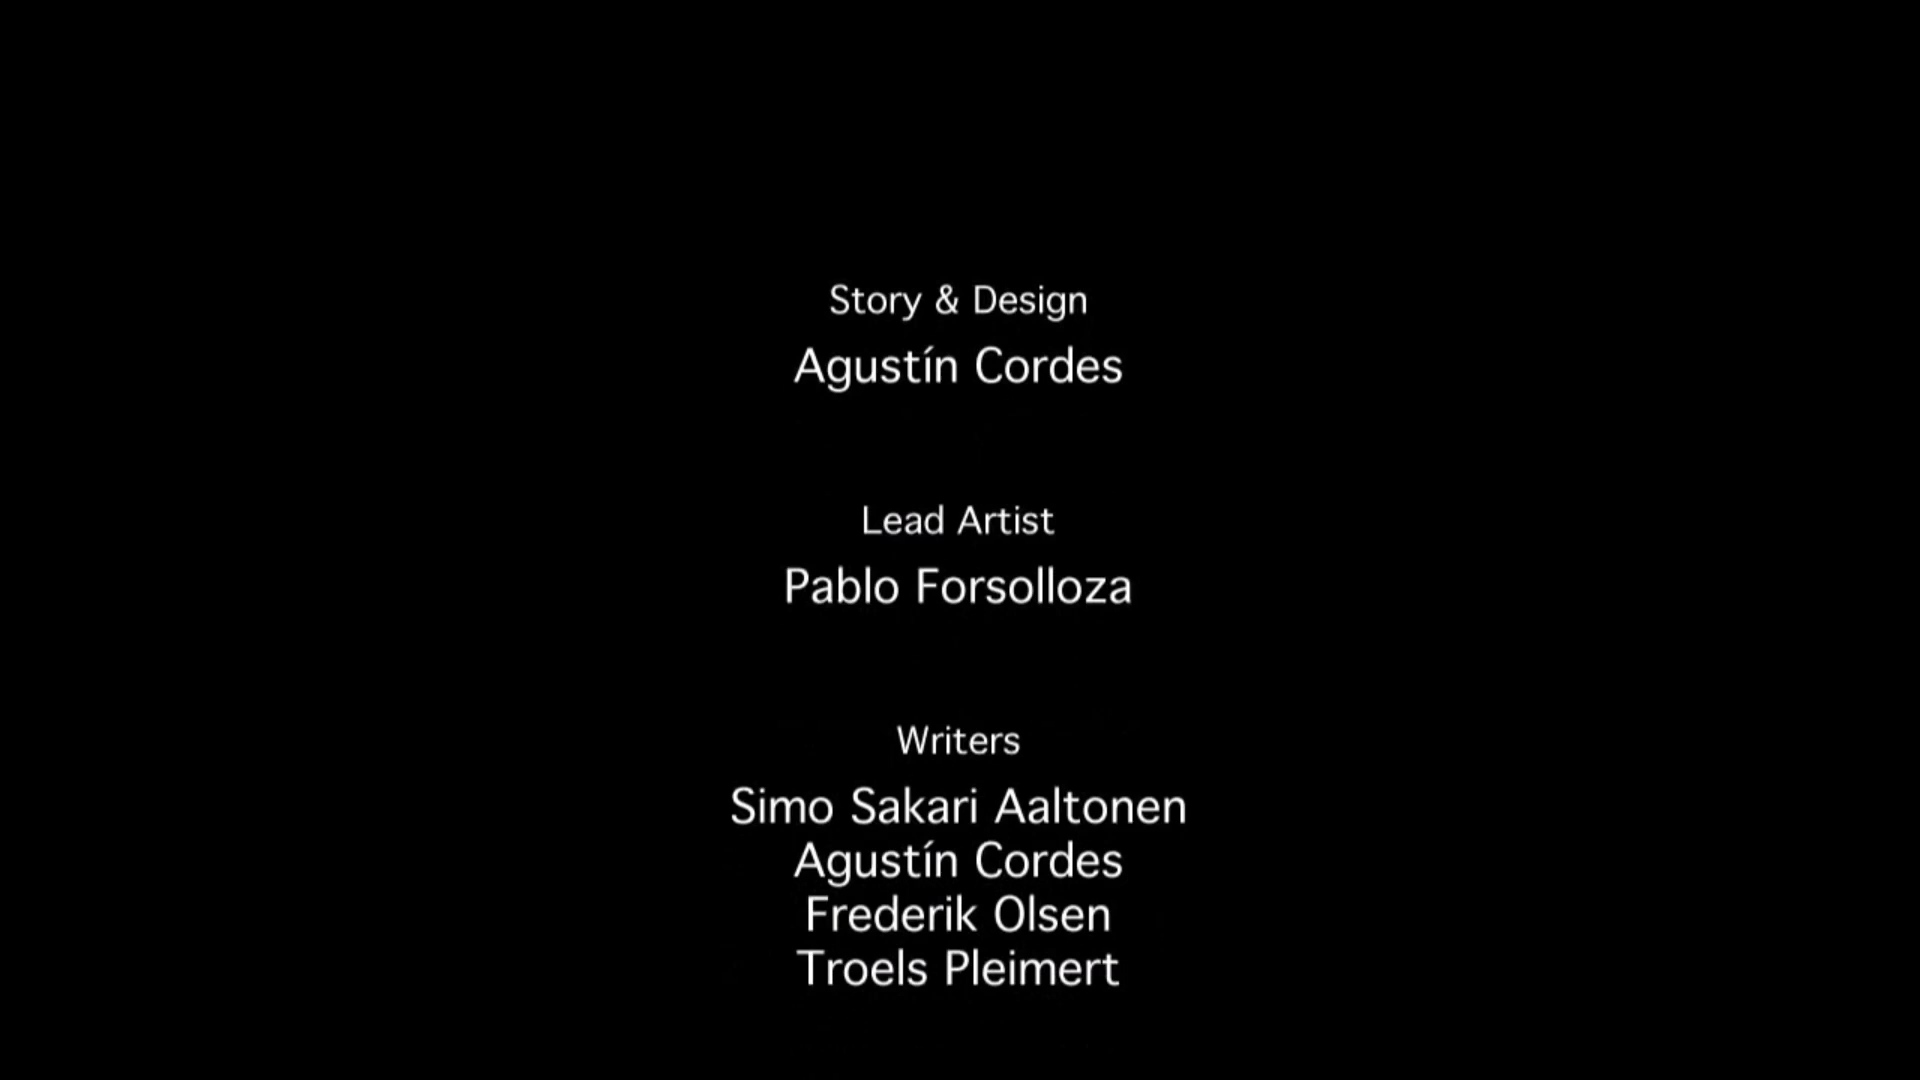 Story & Design
Agustín Cordes
Lead Artist
Pablo Forsolloza
Writers
Simo Sakari Aaltonen
Agustín Cordes
Frederik Olsen
Troels Pleimert